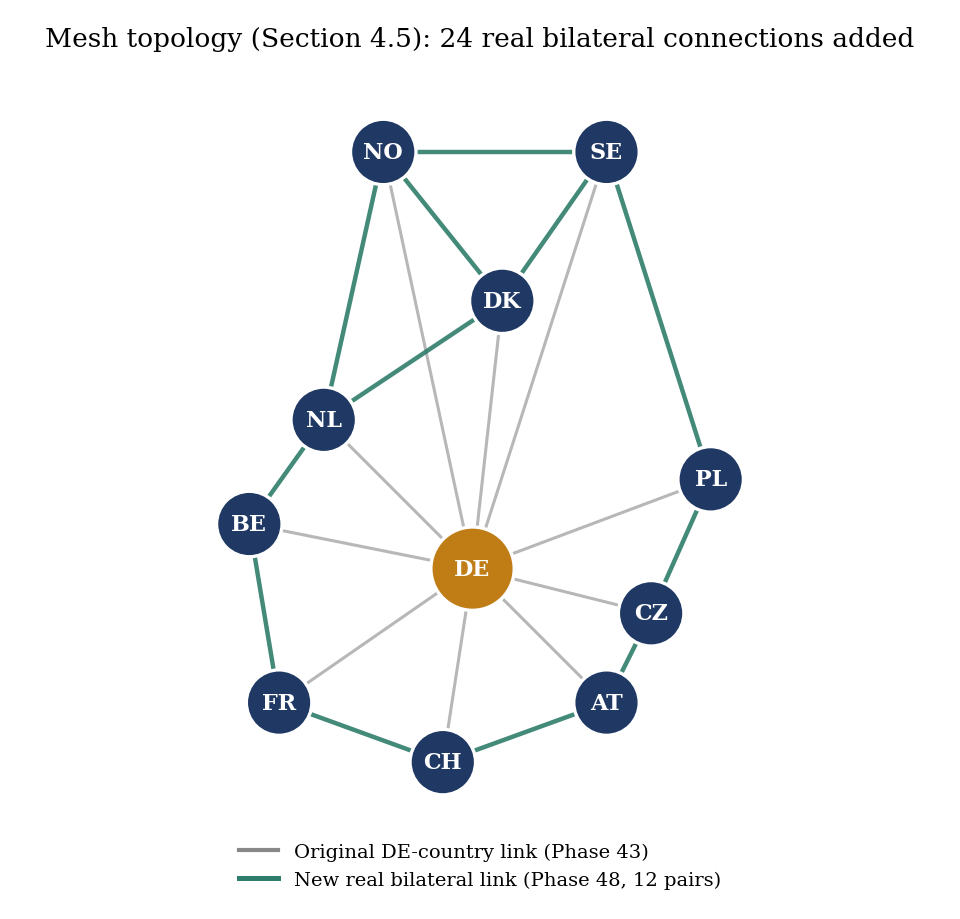 Mesh topology (Section 4.5): 24 real bilateral connections added
NO
SE
DK
NL
PL
BE
DE
CZ
FR
AT
CH
Original DE-country link (Phase 43)
New real bilateral link (Phase 48, 12 pairs)